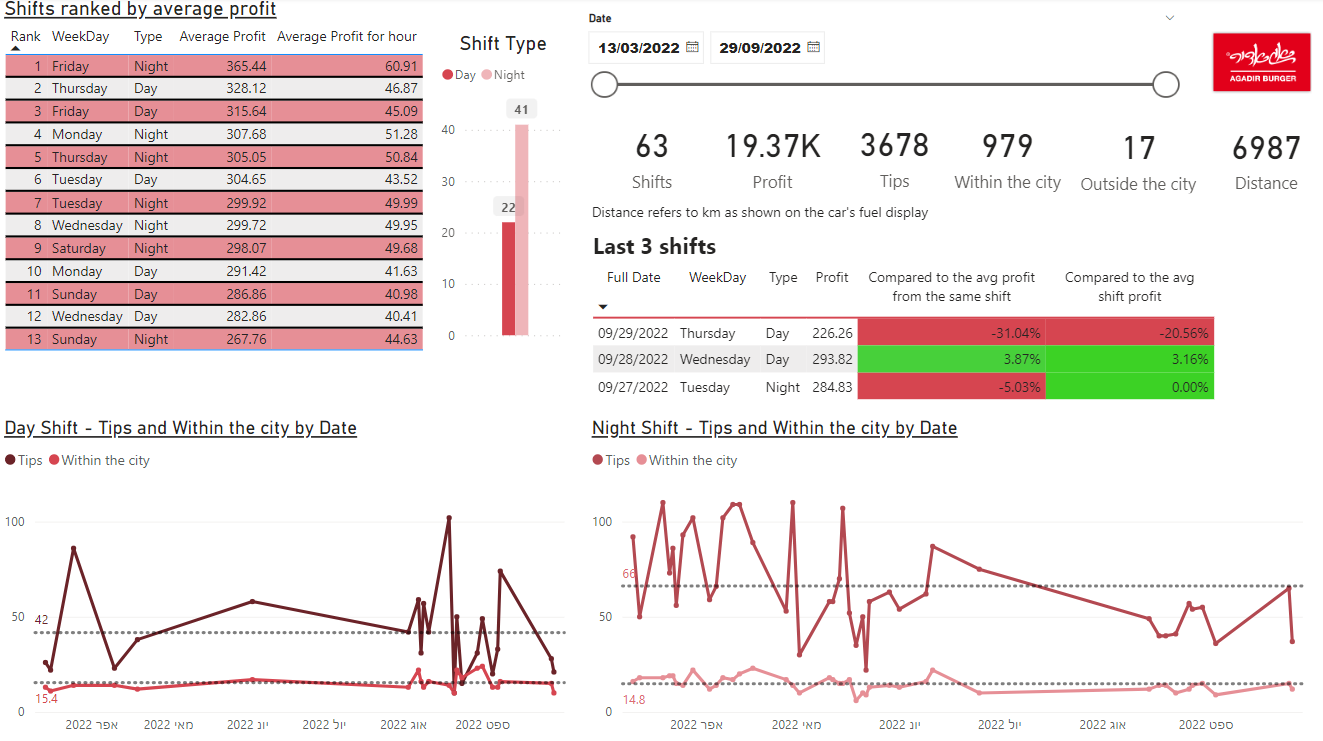 Shifts ranked by average profit
Rank WeekDay Type Average Profit Average Profit for hour
1 Friday Night 365.44 60.91
2 Thursday Day 328.12 46.87
3 Friday Day 315.64 45.09
4 Monday Night 307.68 51.28
5 Thursday Night 305.05 50.84
6 Tuesday Day 304.65 43.52
7 Tuesday Night 299.92 49.99
8 Wednesday Night 299.72 49.95
9 Saturday Night 298.07 49.68
10 Monday Day 291.42 41.63
11 Sunday Day 286.86 40.98
12 Wednesday Day 282.86 40.41
13 Sunday Night 267.76 44.63
Shift Type
Day Night
41
40
30
22
20
10
0
Date
13/03/2022 29/09/2022
AGADIR BURGER
63 19.37K 3678 979 17 6987
Shifts Profit Tips Within the city Outside the city Distance
Distance refers to km as shown on the car's fuel display
Last 3 shifts
Full Date WeekDay Type Profit Compared to the avg profit Compared to the avg
from the same shift shift profit
09/29/2022 Thursday Day 226.26 -31.04% -20.56%
09/28/2022 Wednesday Day 293.82 3.87% 3.16%
09/27/2022 Tuesday Night 284.83 -5.03% 0.00%
Day Shift - Tips and Within the city by Date
Tips Within the city
100
50
42
15.4
0
אפר 2022 מאי 2022 יונ 2022 יול 2022 אוג 2022 ספט 2022
Night Shift - Tips and Within the city by Date
Tips Within the city
100
66
50
14.8
0
אפר 2022 מאי 2022 יונ 2022 יול 2022 אוג 2022 ספט 2022